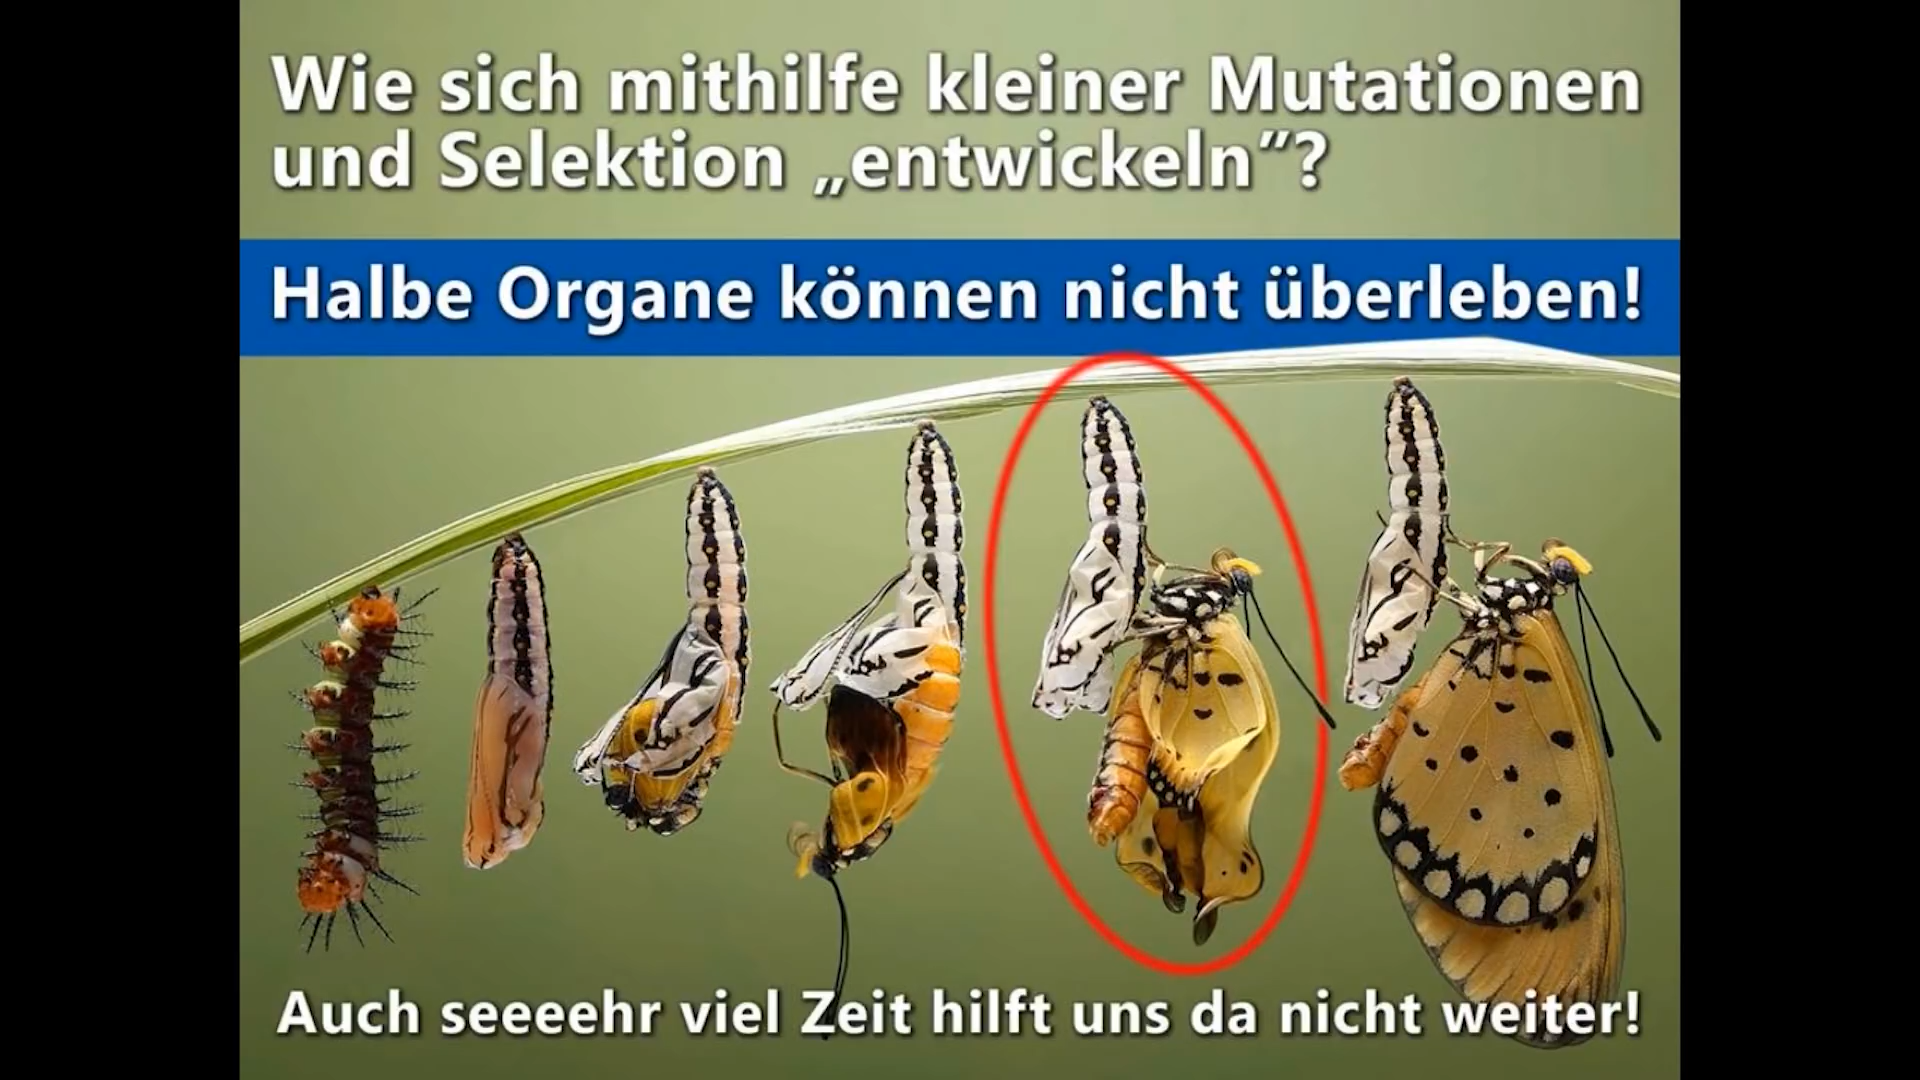 Wie sich mithilfe kleiner Mutationen
und Selektion „entwickeln”?
Halbe Organe können nicht überleben!
Auch seeeehr viel Zeit hilft uns da nicht weiter!